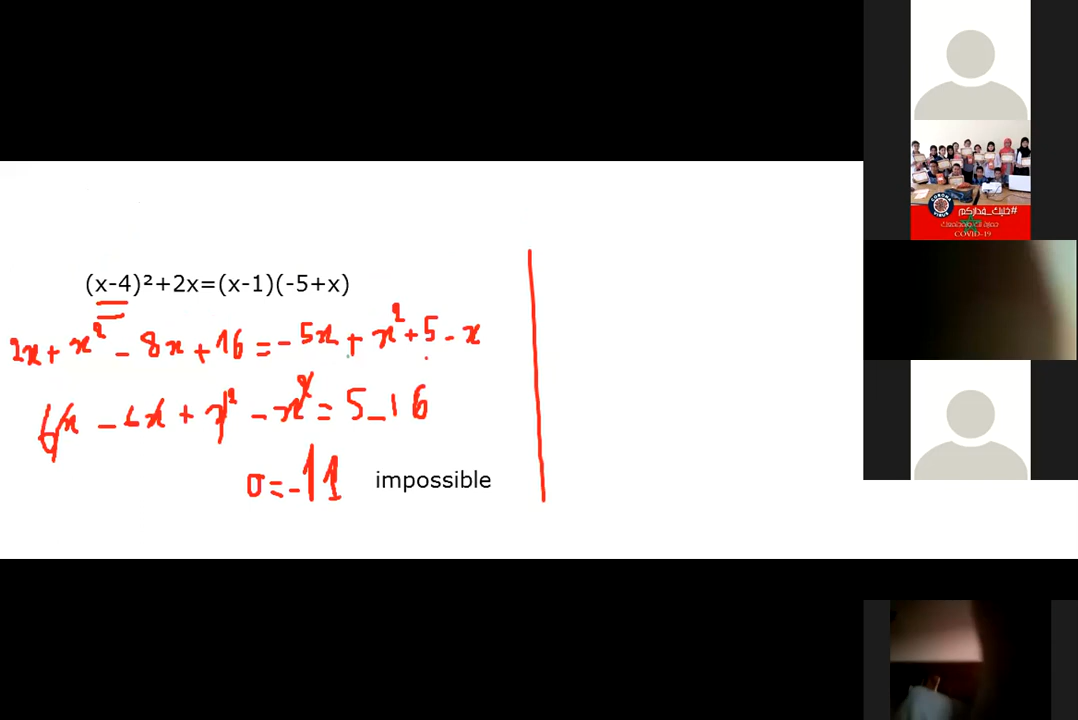 (x-4)²+2x=(x-1)(-5+x)
2x+x²-8x+16=-5x+x²+5-x
6x-6x+x²-x²=5-16
0=-11 impossible
#خليك_فداركم
COVID-19